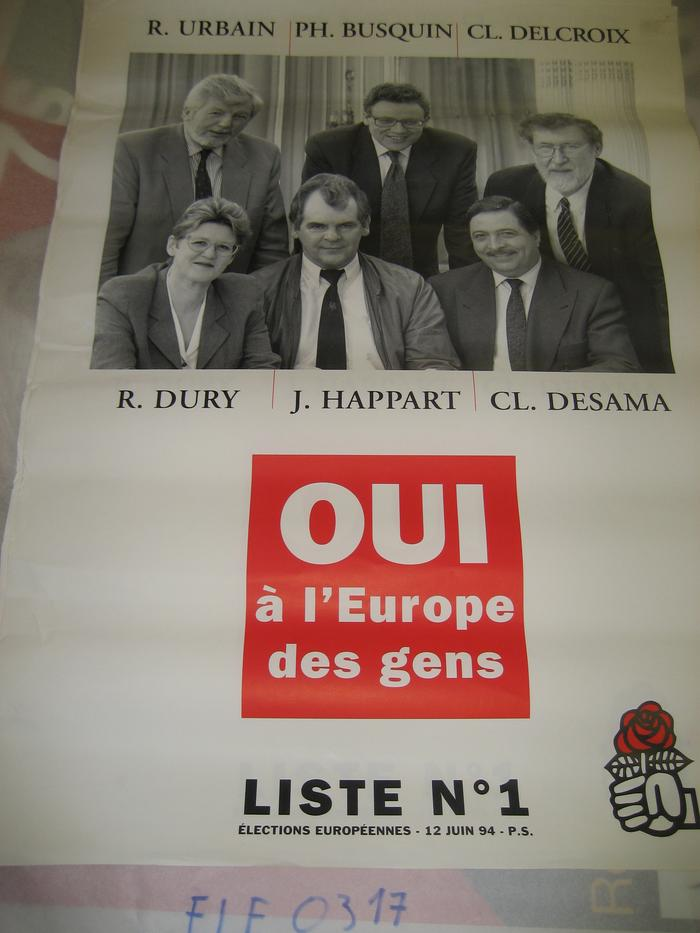 R. URBAIN PH. BUSQUIN CL. DELCROIX
R. DURY J. HAPPART CL. DESAMA
OUI
à l'Europe
des gens
LISTE N°1
ÉLECTIONS EUROPÉENNES - 12 JUIN 94 - P.S.
FIF 0317